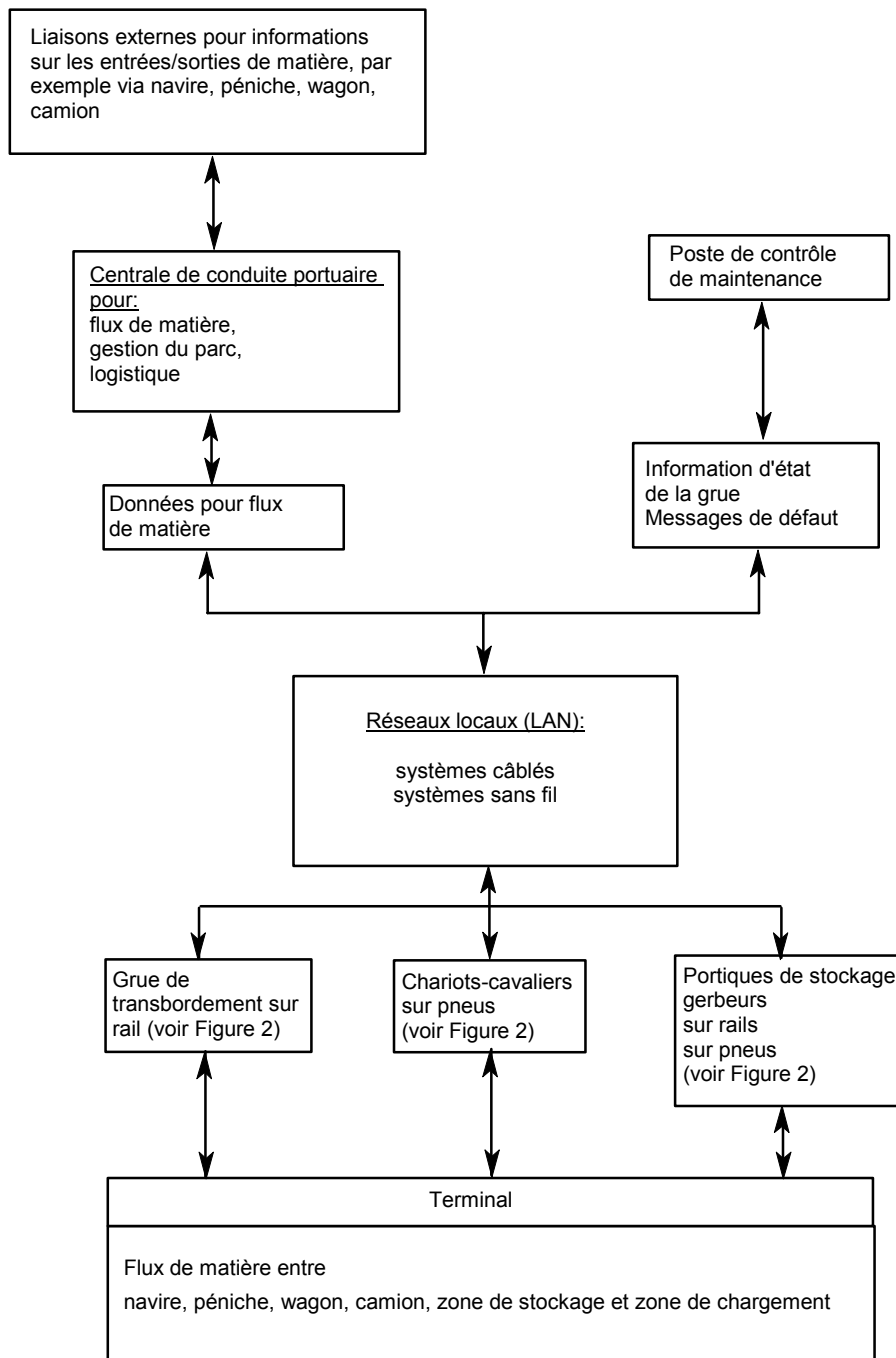 Liaisons externes pour informations
sur les entrées/sorties de matière, par
exemple via navire, péniche, wagon,
camion
Centrale de conduite portuaire
pour:
flux de matière,
gestion du parc,
logistique
Poste de contrôle
de maintenance
Données pour flux
de matière
Information d'état
de la grue
Messages de défaut
Réseaux locaux (LAN):
systèmes câblés
systèmes sans fil
Grue de
transbordement sur
rail (voir Figure 2)
Chariots-cavaliers
sur pneus
(voir Figure 2)
Portiques de stockage
gerbeurs
sur rails
sur pneus
(voir Figure 2)
Terminal
Flux de matière entre
navire, péniche, wagon, camion, zone de stockage et zone de chargement